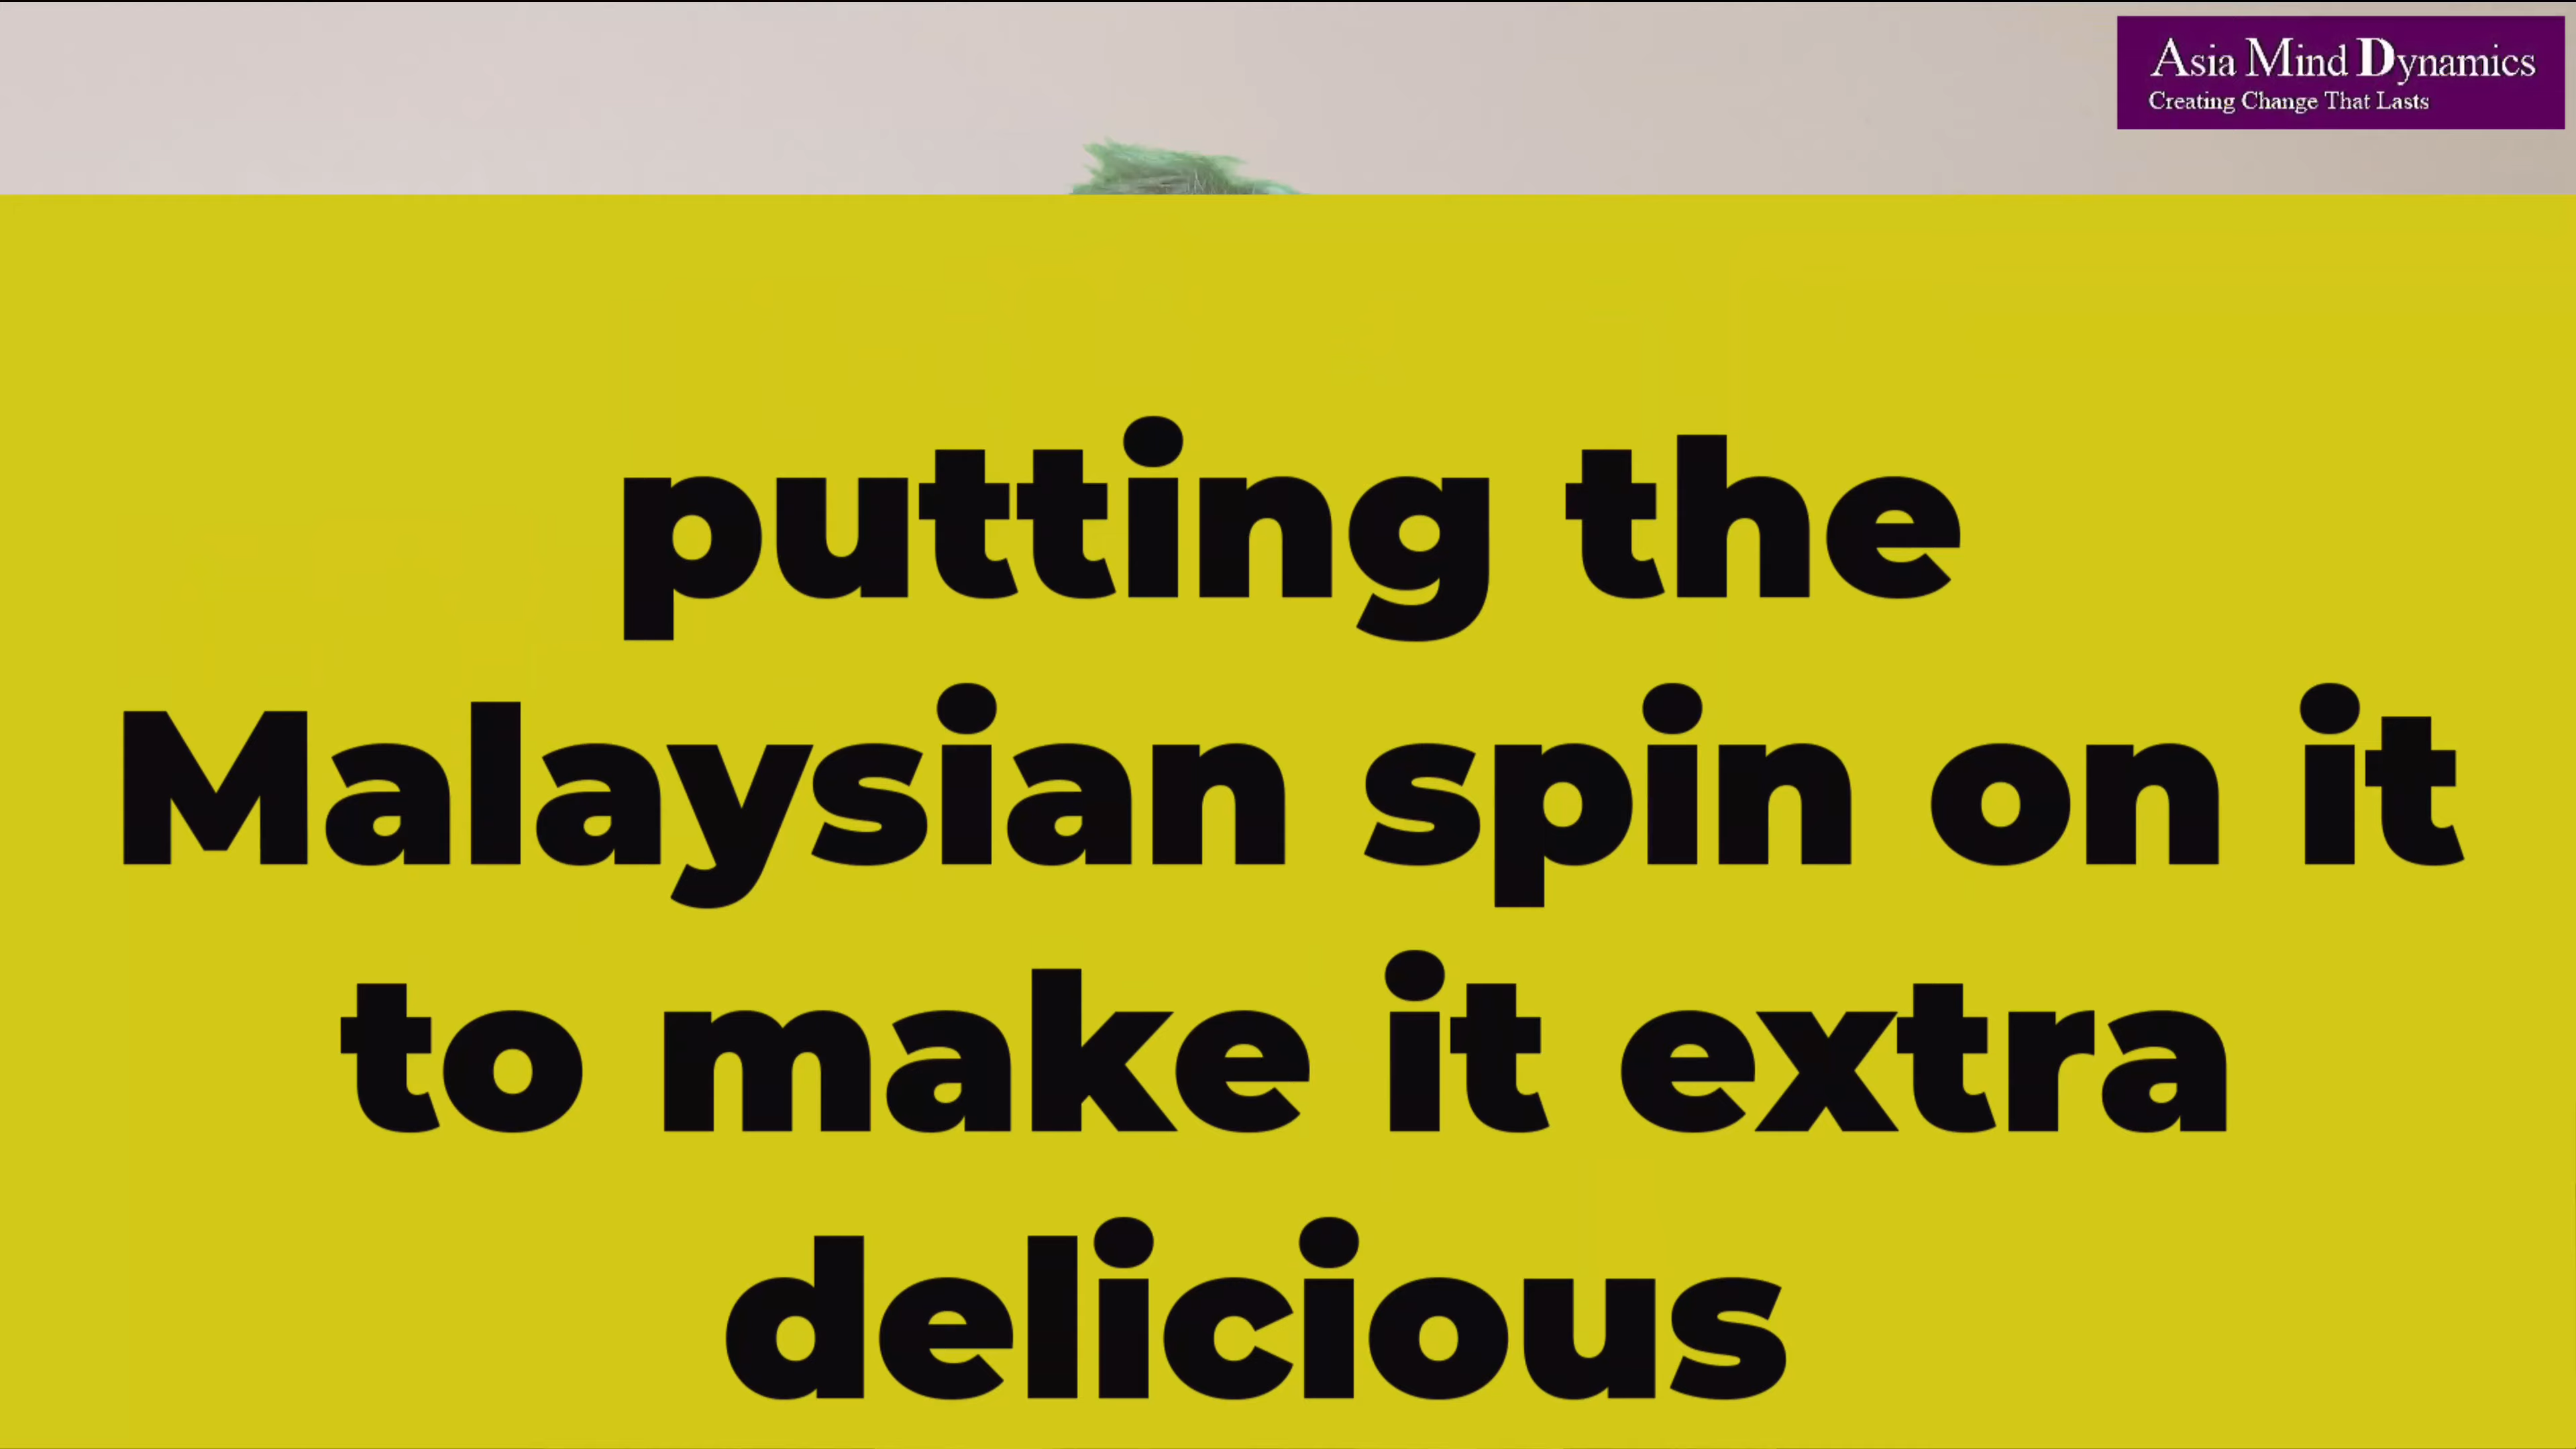 Asia Mind Dynamics
Creating Change That Lasts
putting the
Malaysian spin on it
to make it extra
delicious